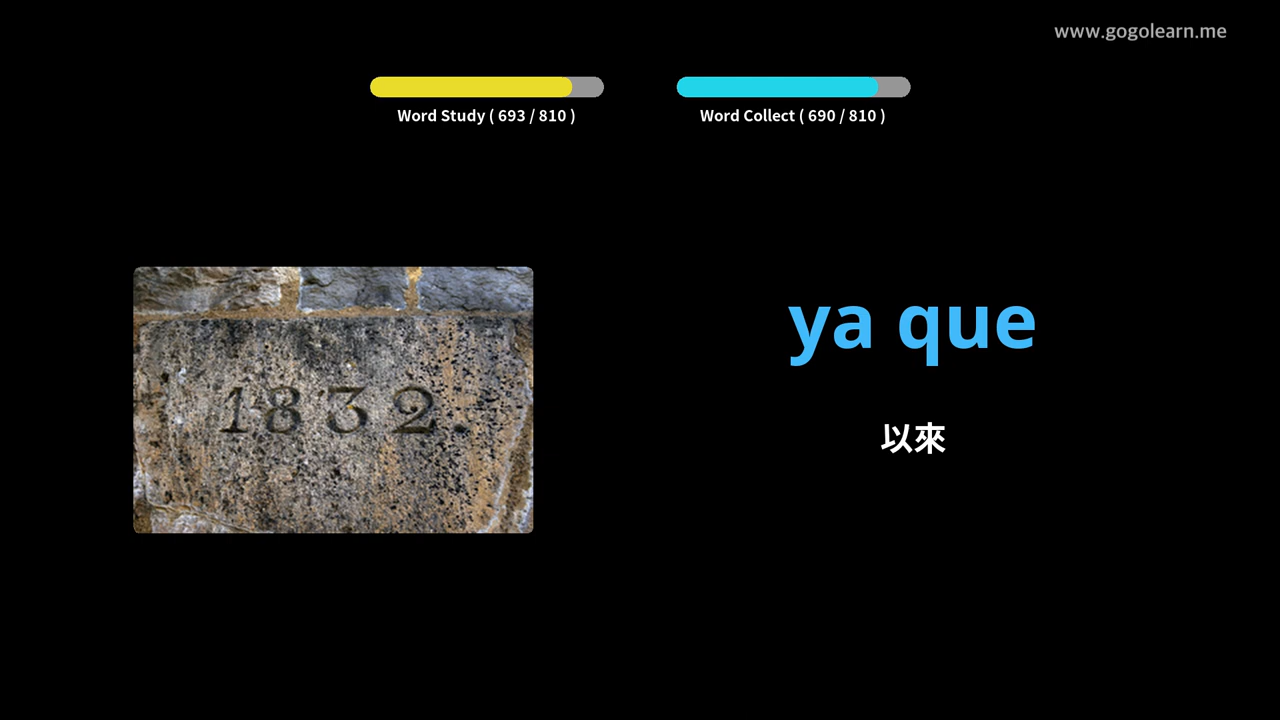 www.gogolearn.me
Word Study ( 693 / 810 )
Word Collect ( 690 / 810 )
1832.
ya que
以來